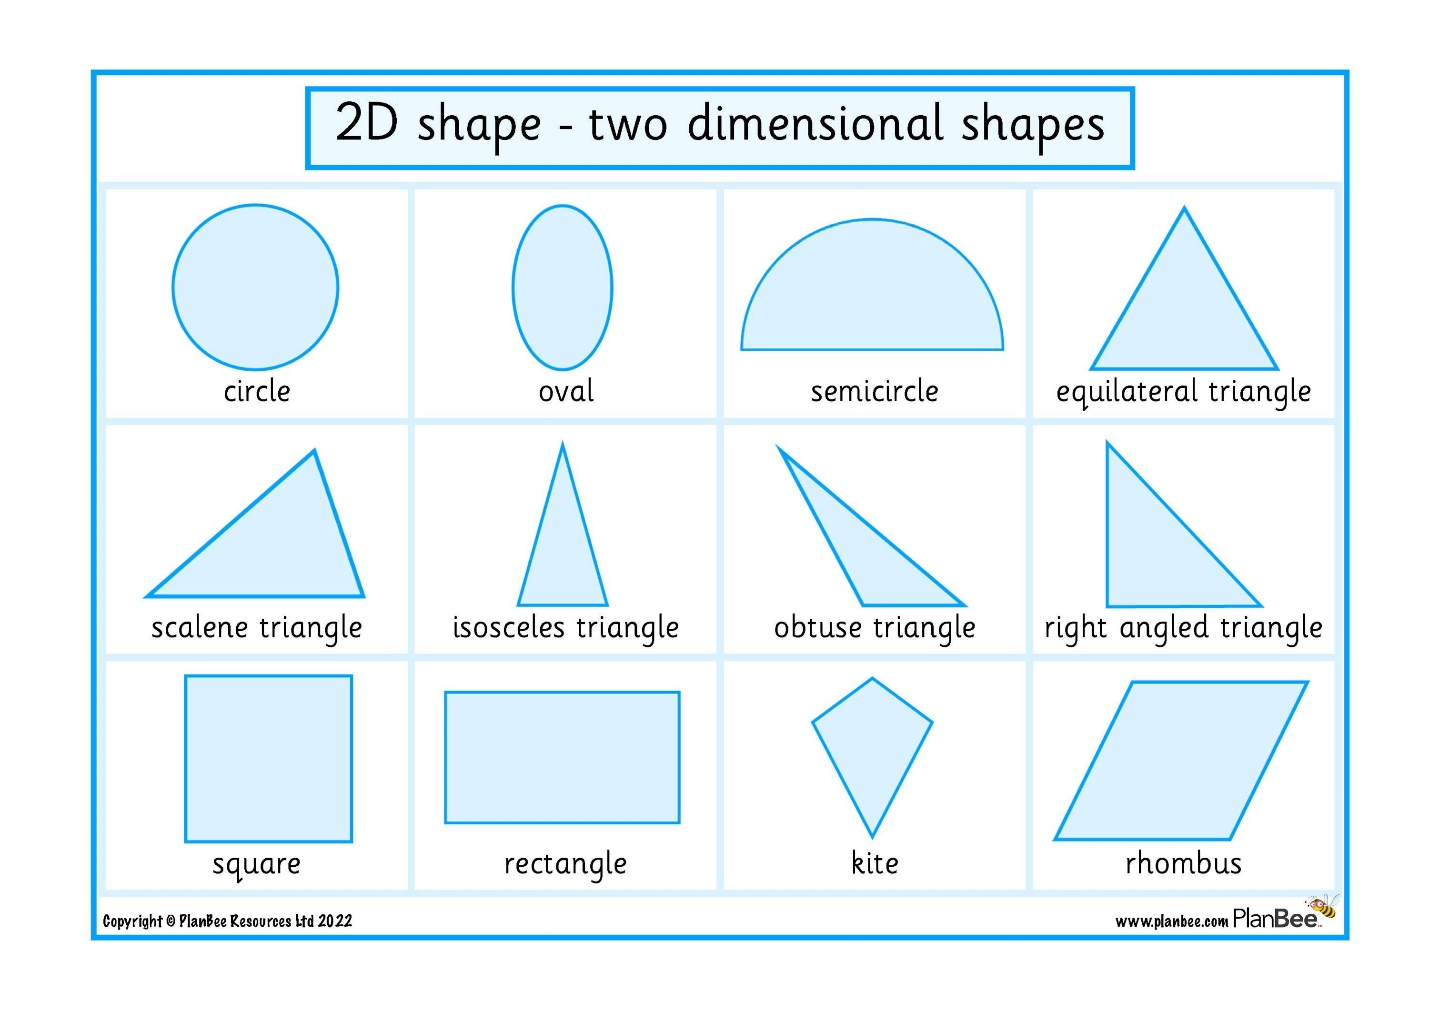 2D shape - two dimensional shapes
circle
oval
semicircle
equilateral triangle
scalene triangle
isosceles triangle
obtuse triangle
right angled triangle
square
rectangle
kite
rhombus
Copyright © PlanBee Resources Ltd 2022
www.planbee.com PlanBee™